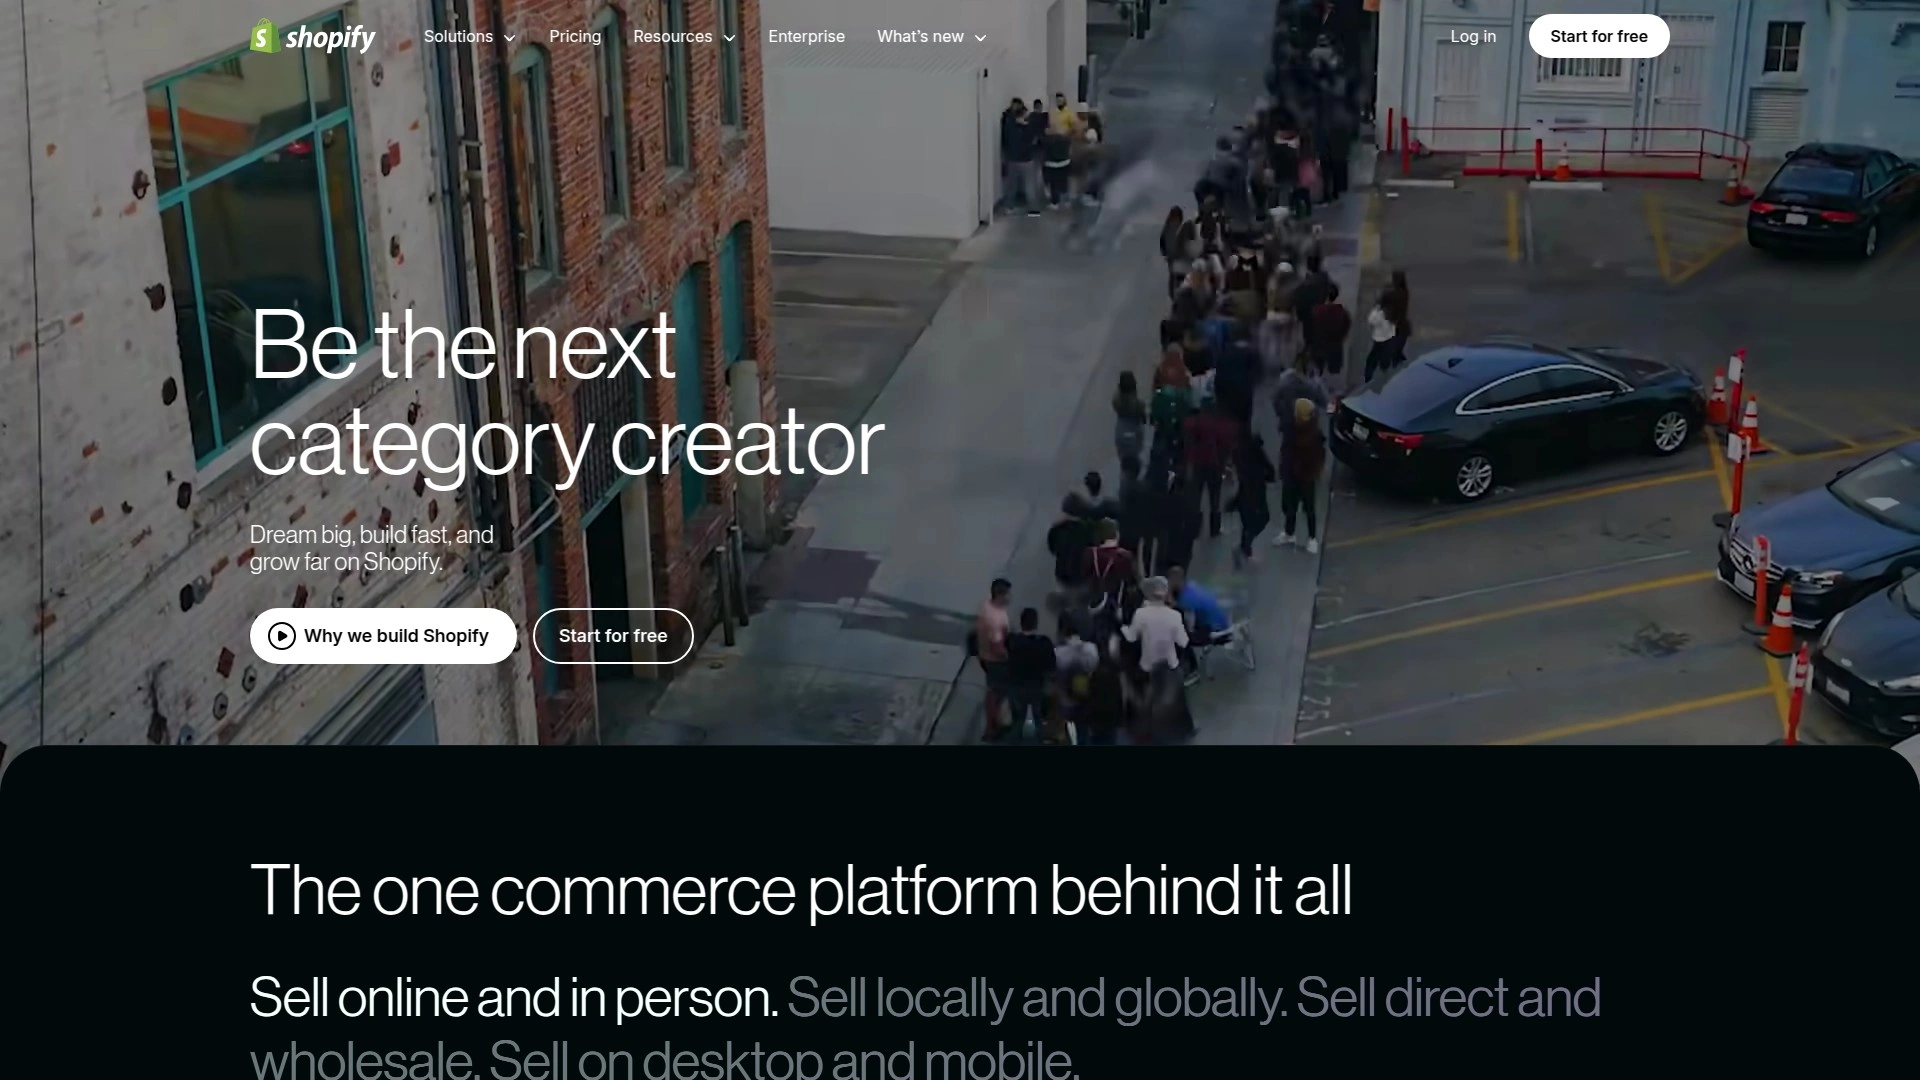 shopify
Solutions
Pricing
Resources
Enterprise
What's new
Log in
Start for free
Be the next
category creator
Dream big, build fast, and
grow far on Shopify.
Why we build Shopify
Start for free
The one commerce platform behind it all
Sell online and in person. Sell locally and globally. Sell direct and
wholesale. Sell on desktop and mobile.